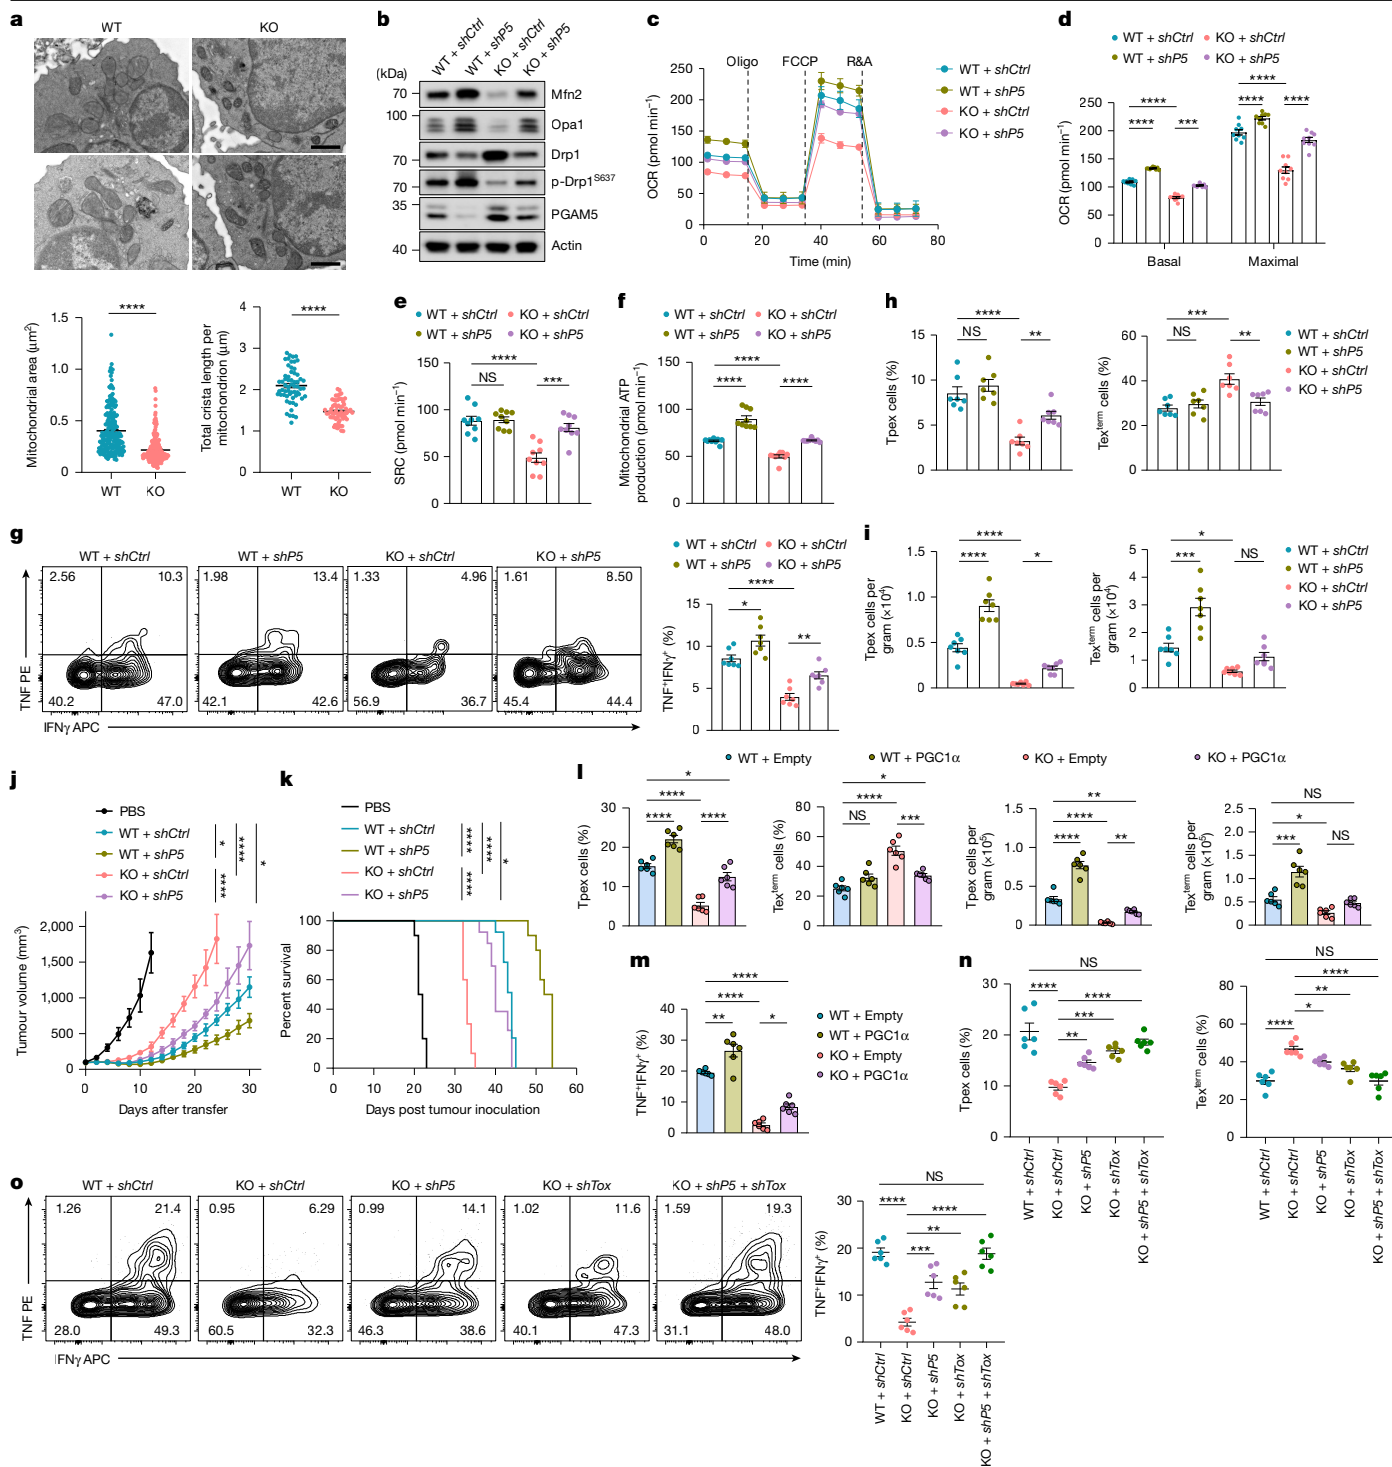 a
WT
KO
Mitochondrial area (μm²)
1.5
1.0
0.5
0
****
WT
KO
Total crista length per
mitochondrion (μm)
4
3
2
1
0
****
WT
KO
b
WT + shCtrl
WT + shP5
KO + shCtrl
KO + shP5
(kDa)
70
Mfn2
100
Opa1
70
Drp1
70
p-Drp1S637
35
PGAM5
40
Actin
c
Oligo
FCCP
R&A
OCR (pmol min⁻¹)
250
200
150
100
50
0
0
20
40
60
80
Time (min)
WT + shCtrl
WT + shP5
KO + shCtrl
KO + shP5
d
WT + shCtrl
KO + shCtrl
WT + shP5
KO + shP5
OCR (pmol min⁻¹)
250
200
150
100
50
0
****
****
***
****
****
****
Basal
Maximal
e
WT + shCtrl
KO + shCtrl
WT + shP5
KO + shP5
SRC (pmol min⁻¹)
150
100
50
0
****
NS
***
f
WT + shCtrl
KO + shCtrl
WT + shP5
KO + shP5
Mitochondrial ATP
production (pmol min⁻¹)
150
100
50
0
****
****
****
h
Tpex cells (%)
15
10
5
0
****
NS
**
Texterm cells (%)
60
40
20
0
***
NS
**
WT + shCtrl
WT + shP5
KO + shCtrl
KO + shP5
g
WT + shCtrl
WT + shP5
KO + shCtrl
KO + shP5
2.56
10.3
40.2
47.0
1.98
13.4
42.1
42.6
1.33
4.96
56.9
36.7
1.61
8.50
45.4
44.4
TNF PE
IFNγ APC
WT + shCtrl
KO + shCtrl
WT + shP5
KO + shP5
TNF⁺IFNγ⁺ (%)
15
10
5
0
****
*
**
i
Tpex cells per
gram (×10⁴)
1.5
1.0
0.5
0
****
****
*
Texterm cells per
gram (×10⁴)
5
4
3
2
1
0
*
***
NS
WT + shCtrl
WT + shP5
KO + shCtrl
KO + shP5
j
PBS
WT + shCtrl
WT + shP5
KO + shCtrl
KO + shP5
*
****
****
*
Tumour volume (mm³)
2,000
1,500
1,000
500
0
0
10
20
30
Days after transfer
k
PBS
WT + shCtrl
WT + shP5
KO + shCtrl
KO + shP5
****
****
****
*
Percent survival
100
80
60
40
20
0
0
10
20
30
40
50
60
Days post tumour inoculation
l
WT + Empty
WT + PGC1α
KO + Empty
KO + PGC1α
Tpex cells (%)
30
20
10
0
*
****
****
****
Texterm cells (%)
80
60
40
20
0
*
****
NS
***
Tpex cells per
gram (×10⁵)
1.5
1.0
0.5
0
**
****
****
**
Texterm cells per
gram (×10⁵)
2.5
2.0
1.5
1.0
0.5
0
NS
*
***
NS
m
TNF⁺IFNγ⁺ (%)
40
30
20
10
0
****
****
**
*
WT + Empty
WT + PGC1α
KO + Empty
KO + PGC1α
n
Tpex cells (%)
30
20
10
0
NS
****
****
***
**
WT + shCtrl
KO + shCtrl
KO + shP5
KO + shTox
KO + shP5 + shTox
Texterm cells (%)
80
60
40
20
0
NS
****
**
*
****
WT + shCtrl
KO + shCtrl
KO + shP5
KO + shTox
KO + shP5 + shTox
o
WT + shCtrl
KO + shCtrl
KO + shP5
KO + shTox
KO + shP5 + shTox
1.26
21.4
28.0
49.3
0.95
6.29
60.5
32.3
0.99
14.1
46.3
38.6
1.02
11.6
40.1
47.3
1.59
19.3
31.1
48.0
TNF PE
IFNγ APC
TNF⁺IFNγ⁺ (%)
30
20
10
0
NS
****
****
**
***
WT + shCtrl
KO + shCtrl
KO + shP5
KO + shTox
KO + shP5 + shTox